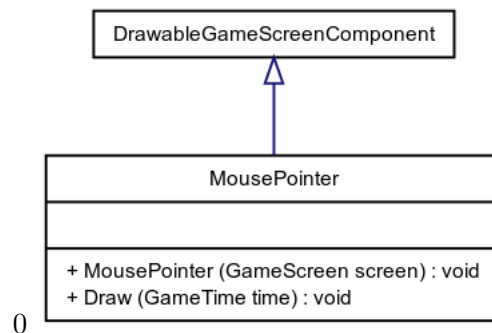 DrawableGameScreenComponent
MousePointer
+ MousePointer (GameScreen screen) : void
+ Draw (GameTime time) : void
0